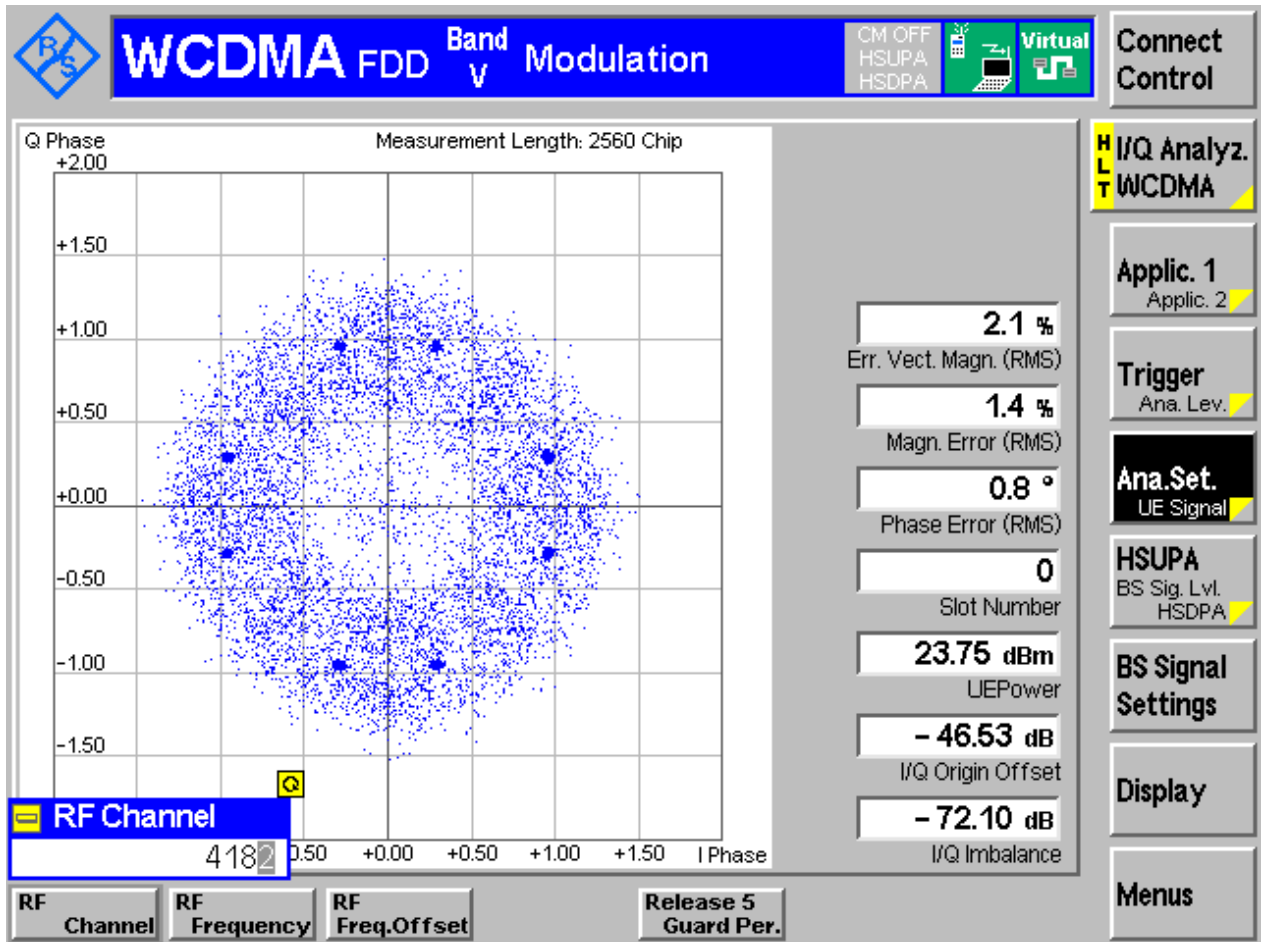 R/S
WCDMA FDD Band V Modulation
CM OFF
HSUPA
HSDPA
Virtual
Connect
Control
Q Phase
Measurement Length: 2560 Chip
+2.00
+1.50
+1.00
+0.50
+0.00
-0.50
-1.00
-1.50
Q
RF Channel
4182
0.50 +0.00 +0.50 +1.00 +1.50 I Phase
2.1 %
Err. Vect. Magn. (RMS)
1.4 %
Magn. Error (RMS)
0.8 °
Phase Error (RMS)
0
Slot Number
23.75 dBm
UEPower
- 46.53 dB
I/Q Origin Offset
- 72.10 dB
I/Q Imbalance
HLT
I/Q Analyz.
WCDMA
Applic. 1
Applic. 2
Trigger
Ana. Lev.
Ana.Set.
UE Signal
HSUPA
BS Sig. Lvl.
HSDPA
BS Signal
Settings
Display
Menus
RF
Channel
RF
Frequency
RF
Freq.Offset
Release 5
Guard Per.